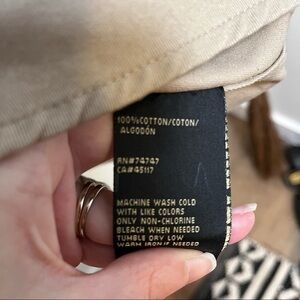 100%COTTON/COTON/
ALGODÓN
RN#74747
CA#45117
MACHINE WASH COLD
WITH LIKE COLORS
ONLY NON-CHLORINE
BLEACH WHEN NEEDED
TUMBLE DRY LOW
WARM IRON IF NEEDED